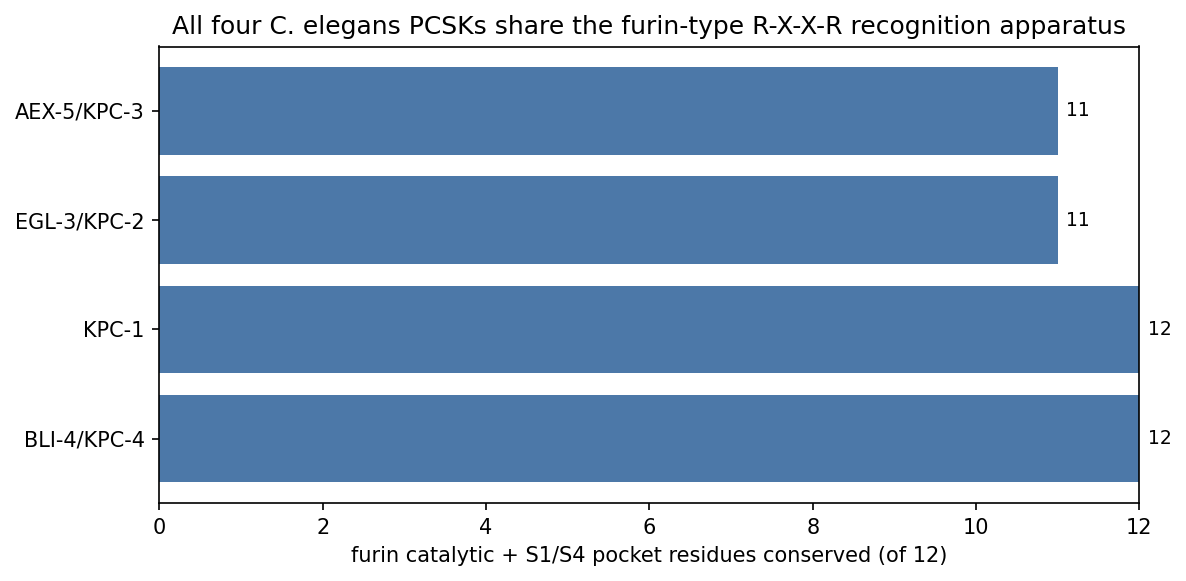 All four C. elegans PCSKs share the furin-type R-X-X-R recognition apparatus
AEX-5/KPC-3
11
EGL-3/KPC-2
11
KPC-1
12
BLI-4/KPC-4
12
0 2 4 6 8 10 12
furin catalytic + S1/S4 pocket residues conserved (of 12)